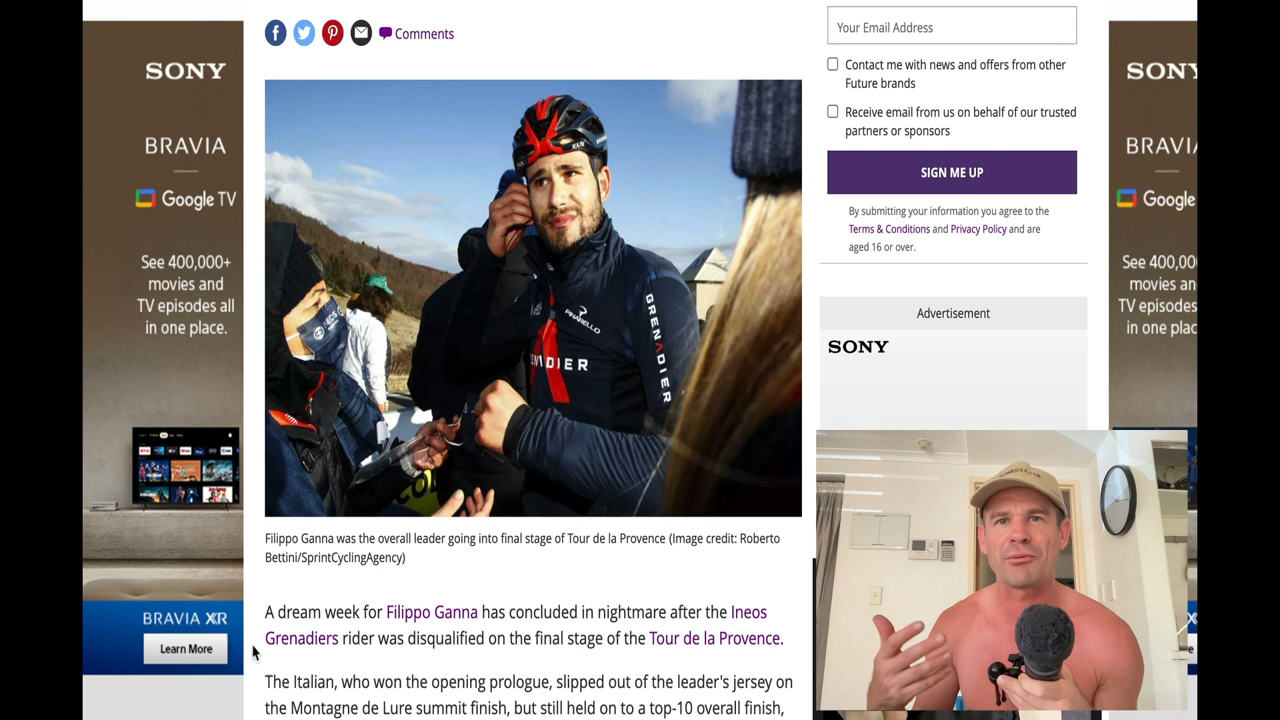 SONY
BRAVIA
Google TV
See 400,000+
movies and
TV episodes all
in one place.
BRAVIA XR
Learn More
Comments
KASK
PINARELLO
GRENADIER
NADIER
Filippo Ganna was the overall leader going into final stage of Tour de la Provence (Image credit: Roberto
Bettini/SprintCyclingAgency)
A dream week for Filippo Ganna has concluded in nightmare after the Ineos
Grenadiers rider was disqualified on the final stage of the Tour de la Provence.
The Italian, who won the opening prologue, slipped out of the leader's jersey on
the Montagne de Lure summit finish, but still held on to a top-10 overall finish,
Your Email Address
Contact me with news and offers from other
Future brands
Receive email from us on behalf of our trusted
partners or sponsors
SIGN ME UP
By submitting your information you agree to the
Terms & Conditions and Privacy Policy and are
aged 16 or over.
Advertisement
SONY
SONY
BRAVIA
Google
See 400,00
movies an
TV episodes
in one plac